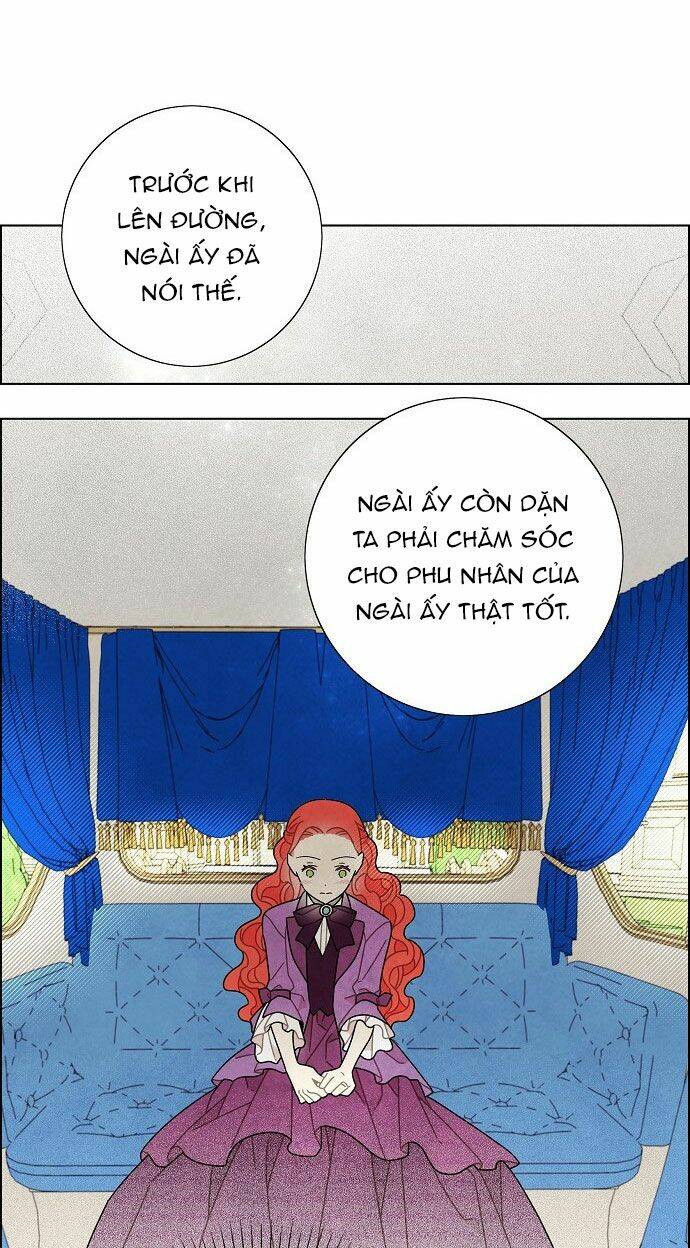 TRƯỚC KHI
LÊN ĐƯỜNG,
NGÀI ẤY ĐÃ
NÓI THẾ.
NGÀI ẤY CÒN DẶN
TA PHẢI CHĂM SÓC
CHO PHU NHÂN CỦA
NGÀI ẤY THẬT TỐT.